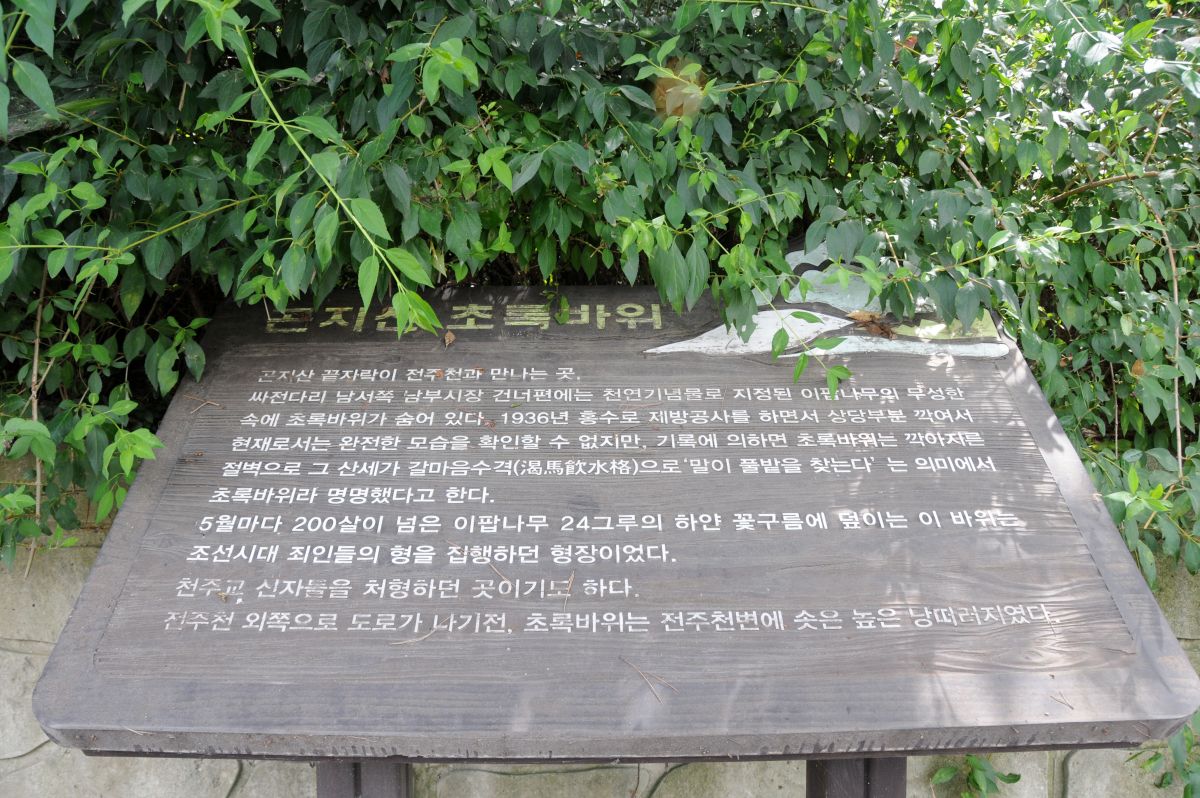 곤지산 초록바위
곤지산 끝자락이 전주천과 만나는 곳,
싸전다리 남서쪽 남부시장 건너편에는 천연기념물로 지정된 이팝나무의 무성한
속에 초록바위가 숨어 있다. 1936년 홍수로 제방공사를 하면서 상당부분 깍여서
현재로서는 완전한 모습을 확인할 수 없지만, 기록에 의하면 초록바위는 깍아지른
절벽으로 그 산세가 갈마음수격(渴馬飮水格)으로 '말이 풀밭을 찾는다' 는 의미에서
초록바위라 명명했다고 한다.
5월마다 200살이 넘은 이팝나무 24그루의 하얀 꽃구름에 덮이는 이 바위는
조선시대 죄인들의 형을 집행하던 형장이었다.
천주교 신자들을 처형하던 곳이기도 하다.
전주천 외쪽으로 도로가 나기전, 초록바위는 전주천변에 솟은 높은 낭떠러지였다.